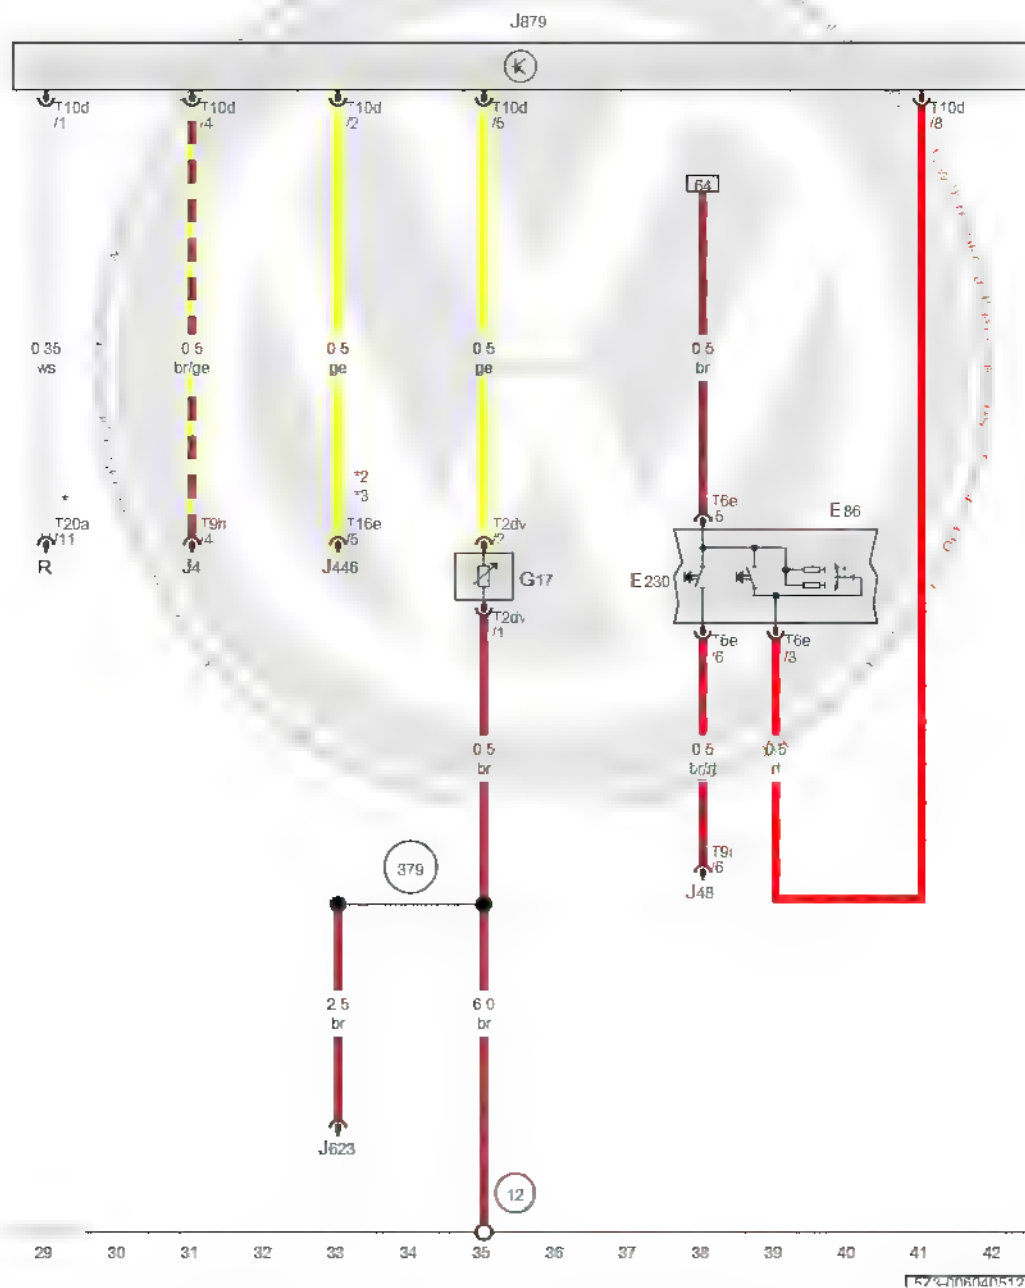 J879
K
T10d
/1
T10d
/4
T10d
/2
T10d
/5
T10d
/8
64
0.35
ws
0.5
br/ge
0.5
ge
0.5
ge
0.5
br
*
*2
*3
T20a
/11
R
T9h
/4
J4
T16e
/5
J446
T2dv
/2
G17
T2dv
/1
T6e
/5
E86
E230
T6e
/6
T6e
/3
0.5
br
0.5
br/rt
0.5
rt
T9i
/6
J48
379
2.5
br
6.0
br
J623
12
29 30 31 32 33 34 35 36 37 38 39 40 41 42